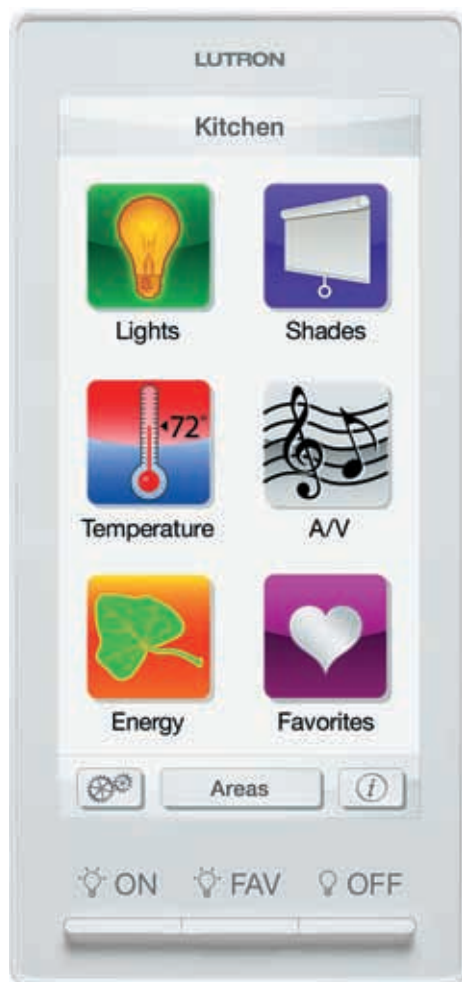 LUTRON
Kitchen
Lights Shades
72°
Temperature A/V
Energy Favorites
Areas i
ON FAV OFF